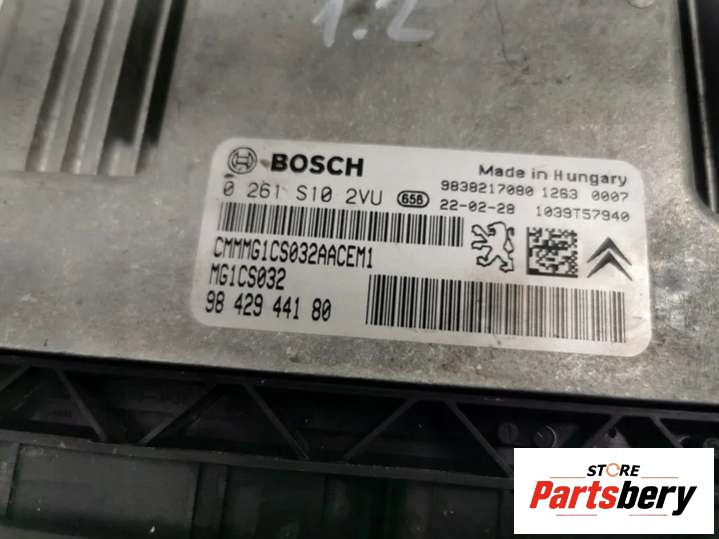 1.2
BOSCH
Made in Hungary
0 261 S10 2VU
656
9838217080 1263 0007
22-02-28 1039T57940
CMMMG1CS032AACEM1
MG1CS032
98 429 441 80
STORE
Partsbery